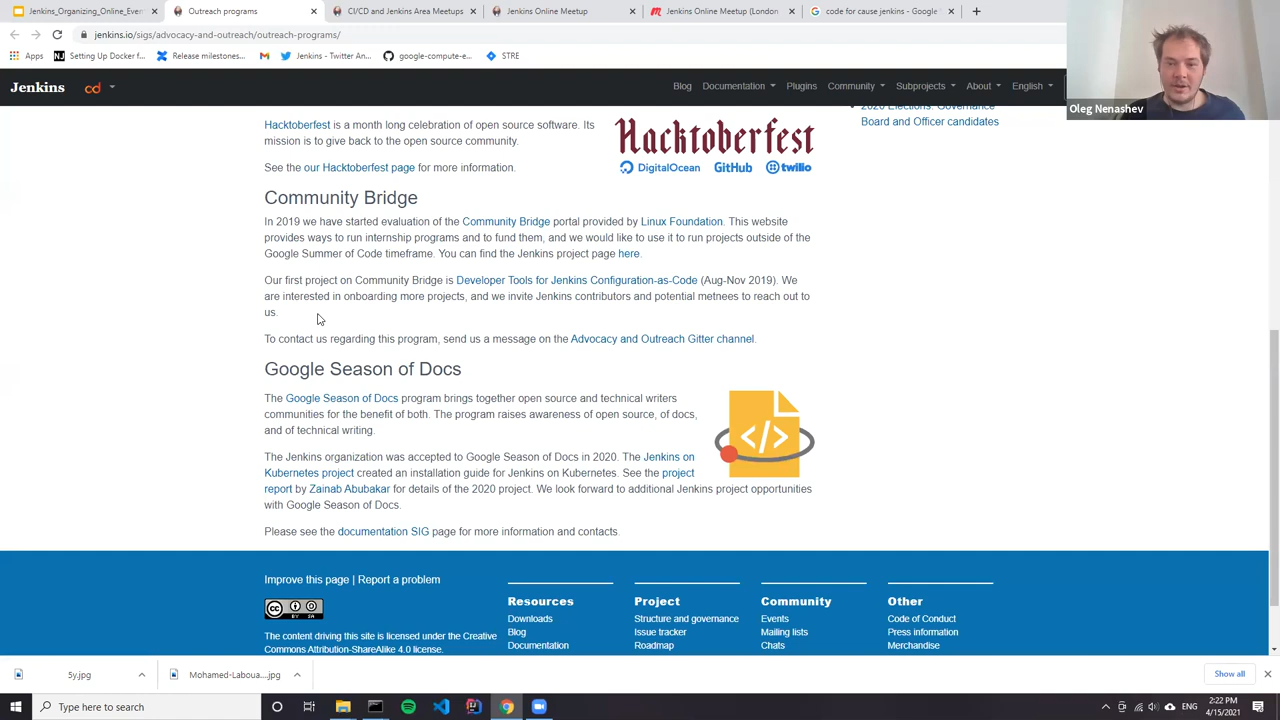 Jenkins_Organizing_Online_Even
Outreach programs
CI/CD and Jenkins Area Meetups
Jenkins Online Meetup
Jenkins Online Meetup (London
code for cause jenkins - Google
jenkins.io/sigs/advocacy-and-outreach/outreach-programs/
Apps
Setting Up Docker f...
Release milestones...
Jenkins - Twitter An...
google-compute-e...
STRE
Jenkins
cd
Blog
Documentation
Plugins
Community
Subprojects
About
English
Oleg Nenashev
2020 Elections: Governance
Board and Officer candidates
Hacktoberfest is a month long celebration of open source software. Its
mission is to give back to the open source community.
See the our Hacktoberfest page for more information.
Hacktoberfest
DigitalOcean
GitHub
twilio
Community Bridge
In 2019 we have started evaluation of the Community Bridge portal provided by Linux Foundation. This website
provides ways to run internship programs and to fund them, and we would like to use it to run projects outside of the
Google Summer of Code timeframe. You can find the Jenkins project page here.
Our first project on Community Bridge is Developer Tools for Jenkins Configuration-as-Code (Aug-Nov 2019). We
are interested in onboarding more projects, and we invite Jenkins contributors and potential metnees to reach out to
us.
To contact us regarding this program, send us a message on the Advocacy and Outreach Gitter channel.
Google Season of Docs
The Google Season of Docs program brings together open source and technical writers
communities for the benefit of both. The program raises awareness of open source, of docs,
and of technical writing.
</>
The Jenkins organization was accepted to Google Season of Docs in 2020. The Jenkins on
Kubernetes project created an installation guide for Jenkins on Kubernetes. See the project
report by Zainab Abubakar for details of the 2020 project. We look forward to additional Jenkins project opportunities
with Google Season of Docs.
Please see the documentation SIG page for more information and contacts.
Improve this page | Report a problem
cc
BY SA
The content driving this site is licensed under the Creative
Commons Attribution-ShareAlike 4.0 license.
Resources
Downloads
Blog
Documentation
Project
Structure and governance
Issue tracker
Roadmap
Community
Events
Mailing lists
Chats
Other
Code of Conduct
Press information
Merchandise
5y.jpg
Mohamed-Laboua....jpg
Show all
Type here to search
ENG
2:22 PM
4/15/2021